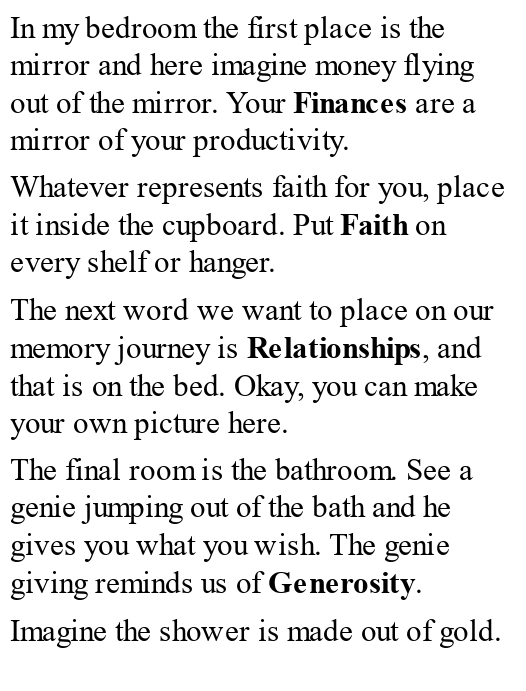 In my bedroom the first place is the
mirror and here imagine money flying
out of the mirror. Your Finances are a
mirror of your productivity.
Whatever represents faith for you, place
it inside the cupboard. Put Faith on
every shelf or hanger.
The next word we want to place on our
memory journey is Relationships, and
that is on the bed. Okay, you can make
your own picture here.
The final room is the bathroom. See a
genie jumping out of the bath and he
gives you what you wish. The genie
giving reminds us of Generosity.
Imagine the shower is made out of gold.